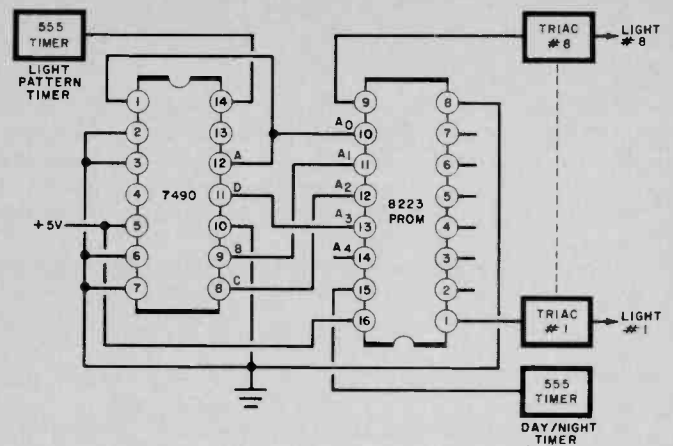 555
TIMER
LIGHT
PATTERN
TIMER
TRIAC
#8
LIGHT
#8
1
14
2
13
3
12
A
4
11
D
5
10
6
9
B
7
8
C
7490
+5V
9
8
A0
10
7
A1
11
6
A2
12
5
A3
13
4
A4
14
3
15
2
16
1
8223
PROM
TRIAC
#1
LIGHT
#1
555
TIMER
DAY/NIGHT
TIMER